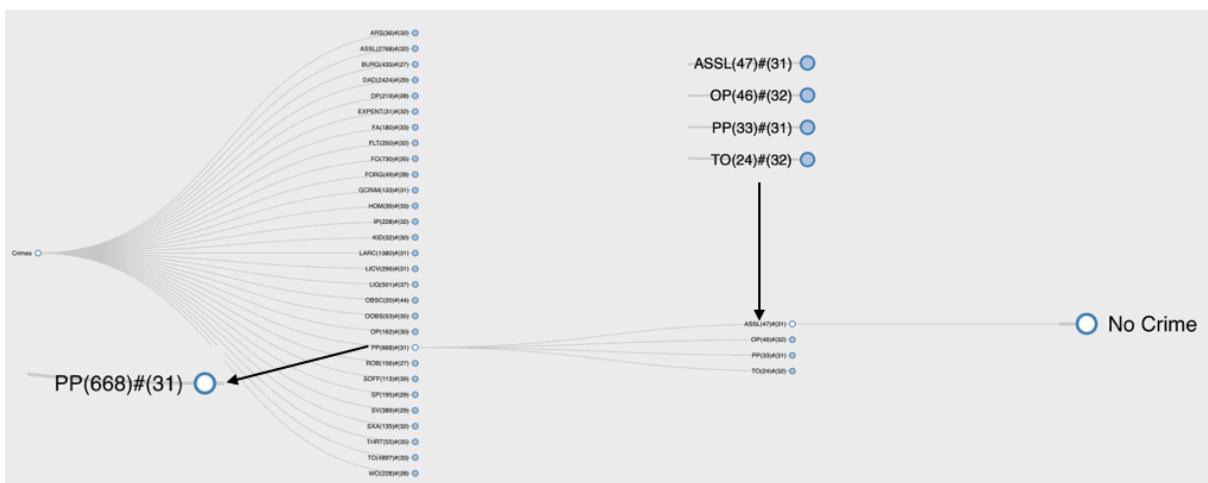 ARS(36)#(32)
ASSL(2768)#(32)
BURG(435)#(27)
DAD(2424)#(29)
DP(219)#(28)
EXPENT(31)#(32)
FA(180)#(33)
FLT(250)#(32)
FO(730)#(35)
FORG(49)#(28)
GCRIM(133)#(31)
HOM(39)#(33)
IP(228)#(32)
KID(32)#(30)
Crimes
LARC(1380)#(31)
LICV(296)#(31)
LIQ(501)#(37)
OBSC(20)#(44)
OOBS(53)#(35)
OP(162)#(30)
PP(668)#(31)
ROB(156)#(27)
SOFF(113)#(39)
SP(195)#(29)
SV(389)#(29)
SXA(135)#(32)
THRT(55)#(35)
TO(4897)#(33)
WO(228)#(28)
PP(668)#(31)
ASSL(47)#(31)
OP(46)#(32)
PP(33)#(31)
TO(24)#(32)
ASSL(47)#(31)
OP(46)#(32)
PP(33)#(31)
TO(24)#(32)
No Crime